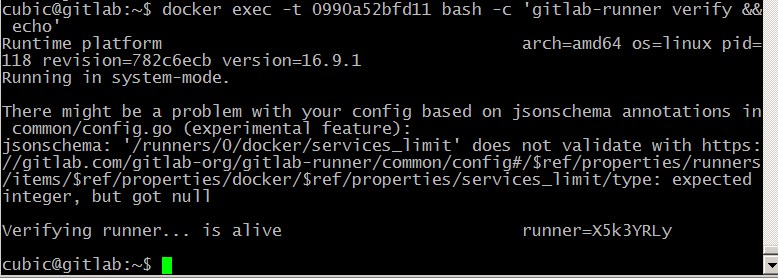 cubic@gitlab:~$ docker exec -t 0990a52bfd11 bash -c 'gitlab-runner verify &&
 echo'
Runtime platform                                    arch=amd64 os=linux pid=
118 revision=782c6ecb version=16.9.1
Running in system-mode.

There might be a problem with your config based on jsonschema annotations in
 common/config.go (experimental feature):
jsonschema: '/runners/0/docker/services_limit' does not validate with https:
//gitlab.com/gitlab-org/gitlab-runner/common/config#/$ref/properties/runners
/items/$ref/properties/docker/$ref/properties/services_limit/type: expected
integer, but got null

Verifying runner... is alive                        runner=X5k3YRLy

cubic@gitlab:~$